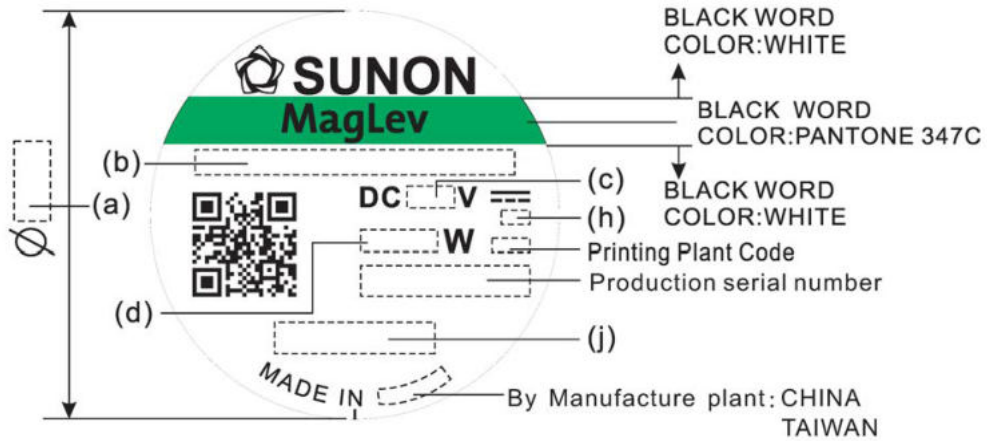 BLACK WORD
COLOR:WHITE
SUNON
MagLev
BLACK WORD
COLOR:PANTONE 347C
(b)
(a)
Ø
DC V
(c)
BLACK WORD
COLOR:WHITE
(h)
W
Printing Plant Code
Production serial number
(d)
(j)
MADE IN
By Manufacture plant: CHINA
TAIWAN